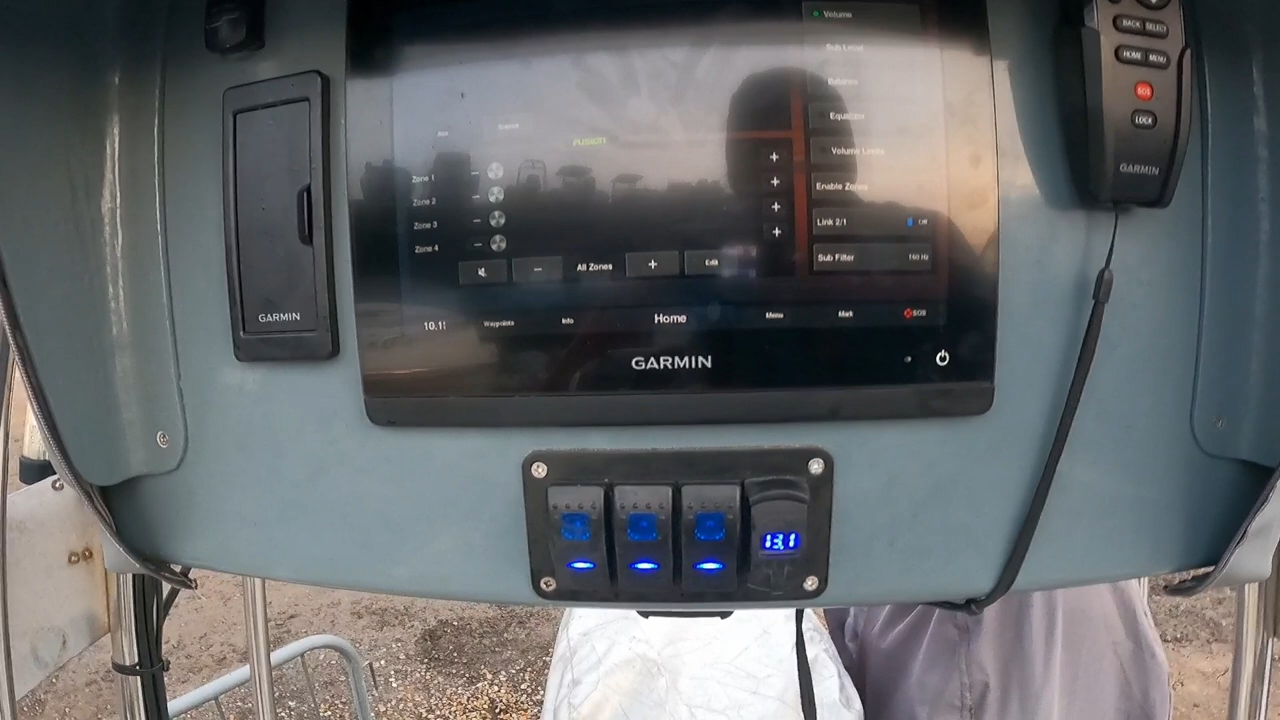 Volume
Sub Level
Balance
Equalizer
Volume Limits
Enable Zones
Link 2/1
Off
Sub Filter
160 Hz
FUSION
Zone 1
Zone 2
Zone 3
Zone 4
+
+
+
+
- All Zones + Edit
Waypoints Info Home Menu Mark SOS
GARMIN
GARMIN
BACK SELECT
HOME MENU
SOS
LOCK
GARMIN
13.1